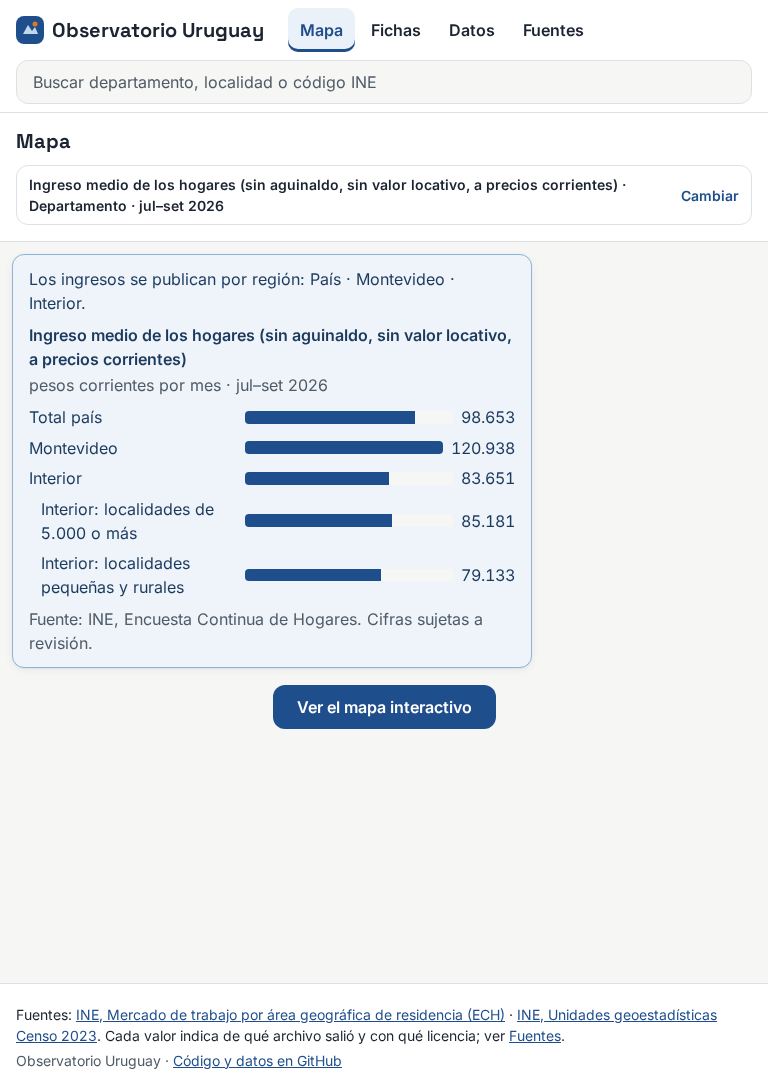 Observatorio Uruguay
Mapa
Fichas
Datos
Fuentes
Buscar departamento, localidad o código INE
Mapa
Ingreso medio de los hogares (sin aguinaldo, sin valor locativo, a precios corrientes) ·
Departamento · jul–set 2026
Cambiar
Los ingresos se publican por región: País · Montevideo ·
Interior.
Ingreso medio de los hogares (sin aguinaldo, sin valor locativo,
a precios corrientes)
pesos corrientes por mes · jul–set 2026
Total país 98.653
Montevideo 120.938
Interior 83.651
Interior: localidades de
5.000 o más 85.181
Interior: localidades
pequeñas y rurales 79.133
Fuente: INE, Encuesta Continua de Hogares. Cifras sujetas a
revisión.
Ver el mapa interactivo
Fuentes: INE, Mercado de trabajo por área geográfica de residencia (ECH) · INE, Unidades geoestadísticas
Censo 2023. Cada valor indica de qué archivo salió y con qué licencia; ver Fuentes.
Observatorio Uruguay · Código y datos en GitHub